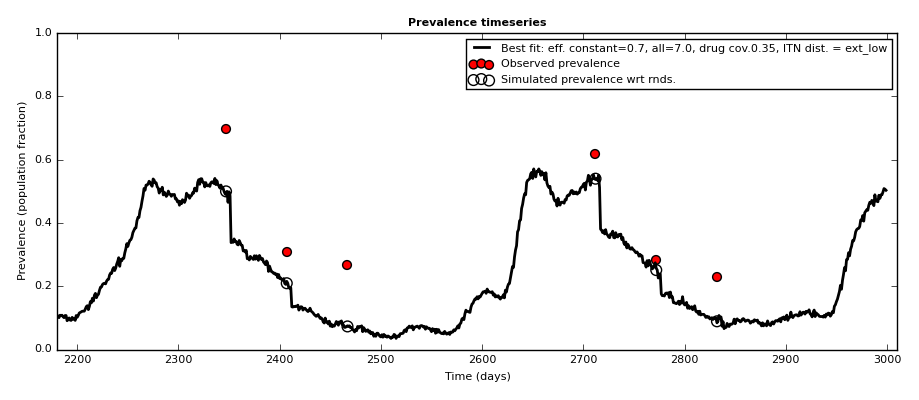 Prevalence timeseries
Best fit: eff. constant=0.7, all=7.0, drug cov.0.35, ITN dist. = ext_low
Observed prevalence
Simulated prevalence wrt rnds.
Prevalence (population fraction)
1.0
0.8
0.6
0.4
0.2
0.0
2200 2300 2400 2500 2600 2700 2800 2900 3000
Time (days)